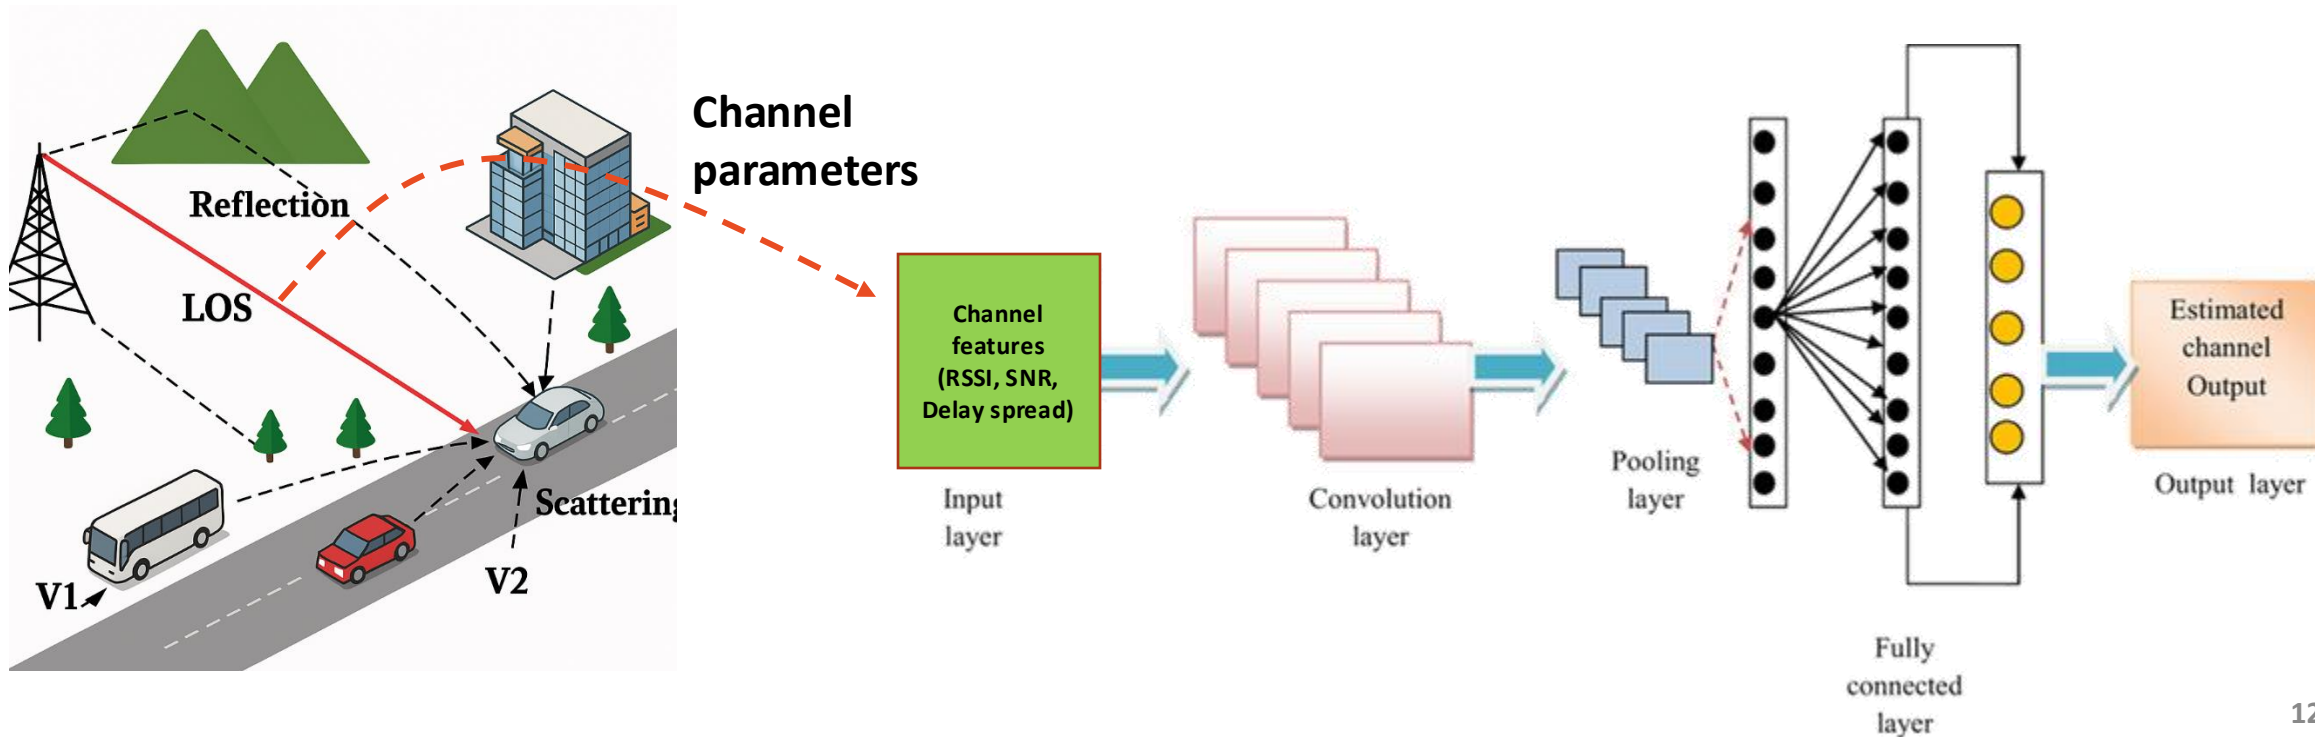 Channel
parameters
Reflection
LOS
Scattering
V1
V2
Channel
features
(RSSI, SNR,
Delay spread)
Input
layer
Convolution
layer
Pooling
layer
Fully
connected
layer
Estimated
channel
Output
Output layer
12